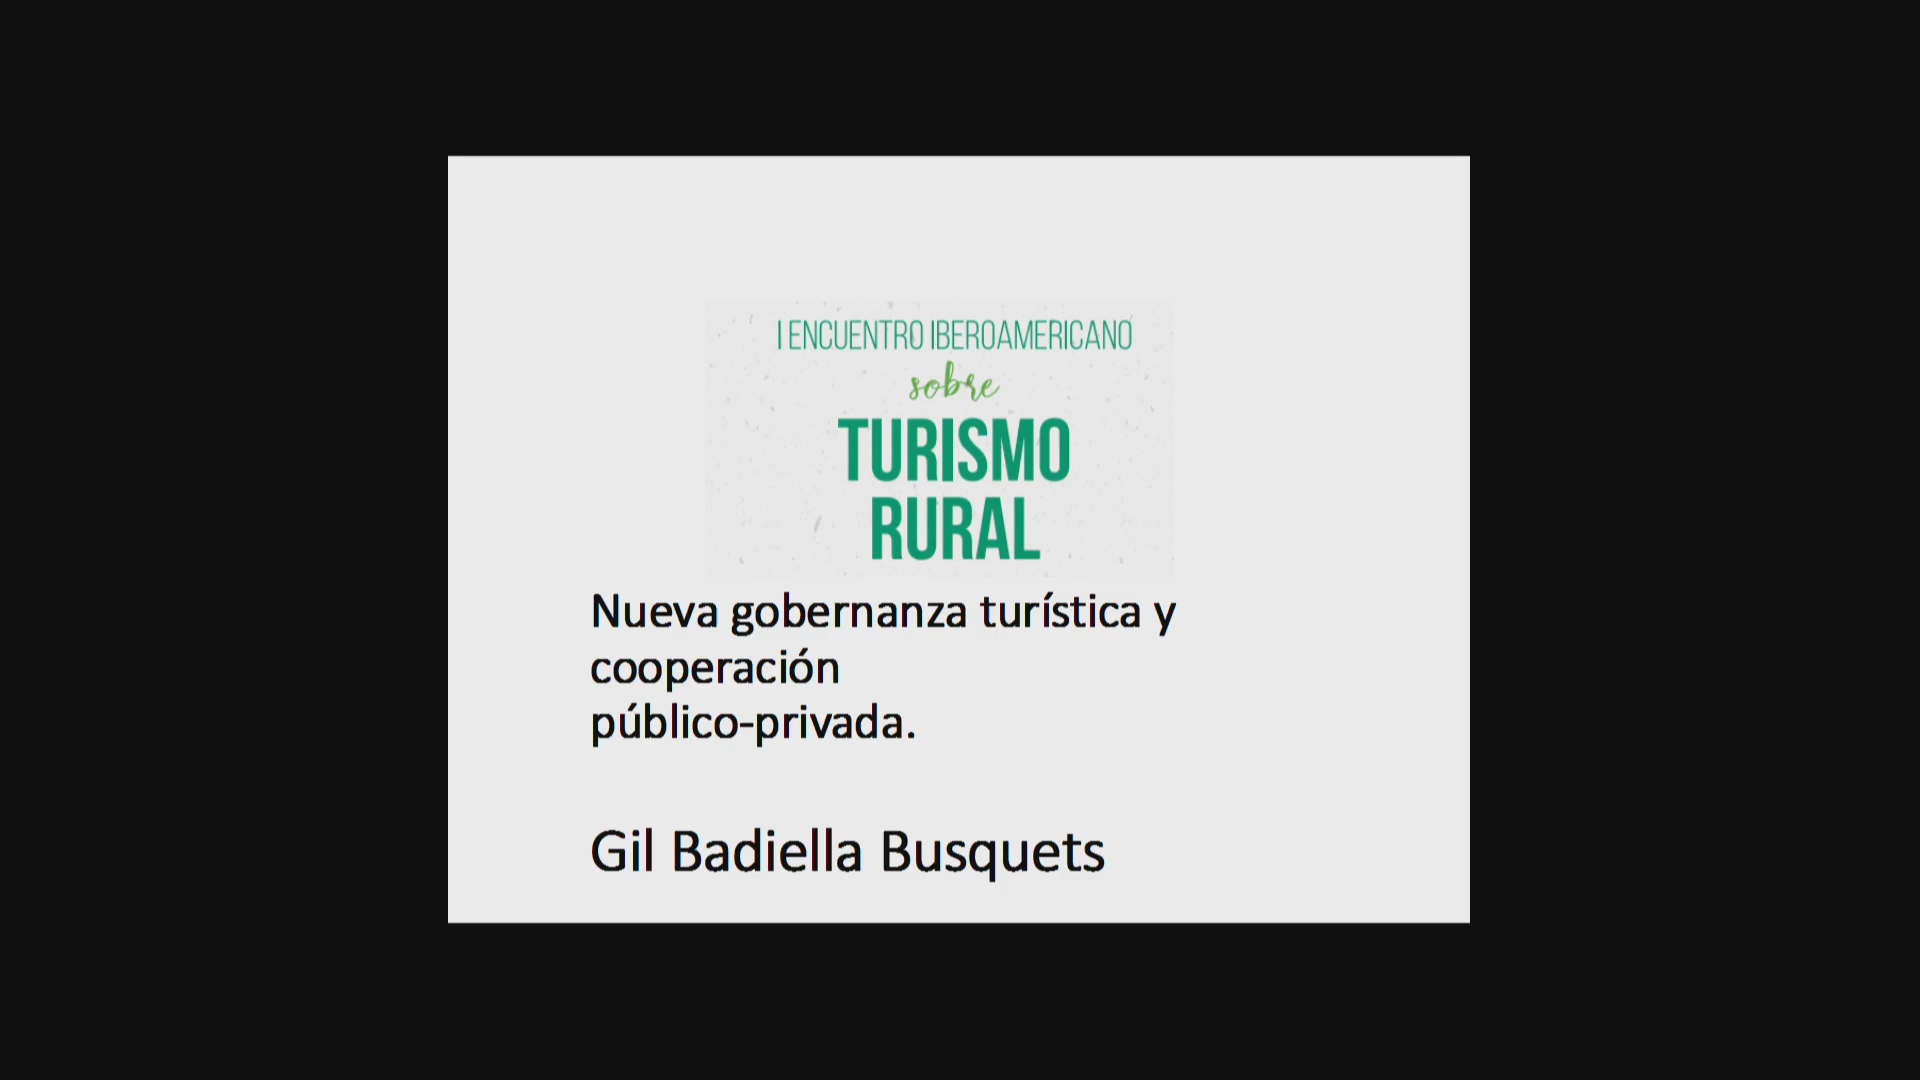 I ENCUENTRO IBEROAMERICANO
sobre
TURISMO
RURAL
Nueva gobernanza turística y
cooperación
público-privada.
Gil Badiella Busquets